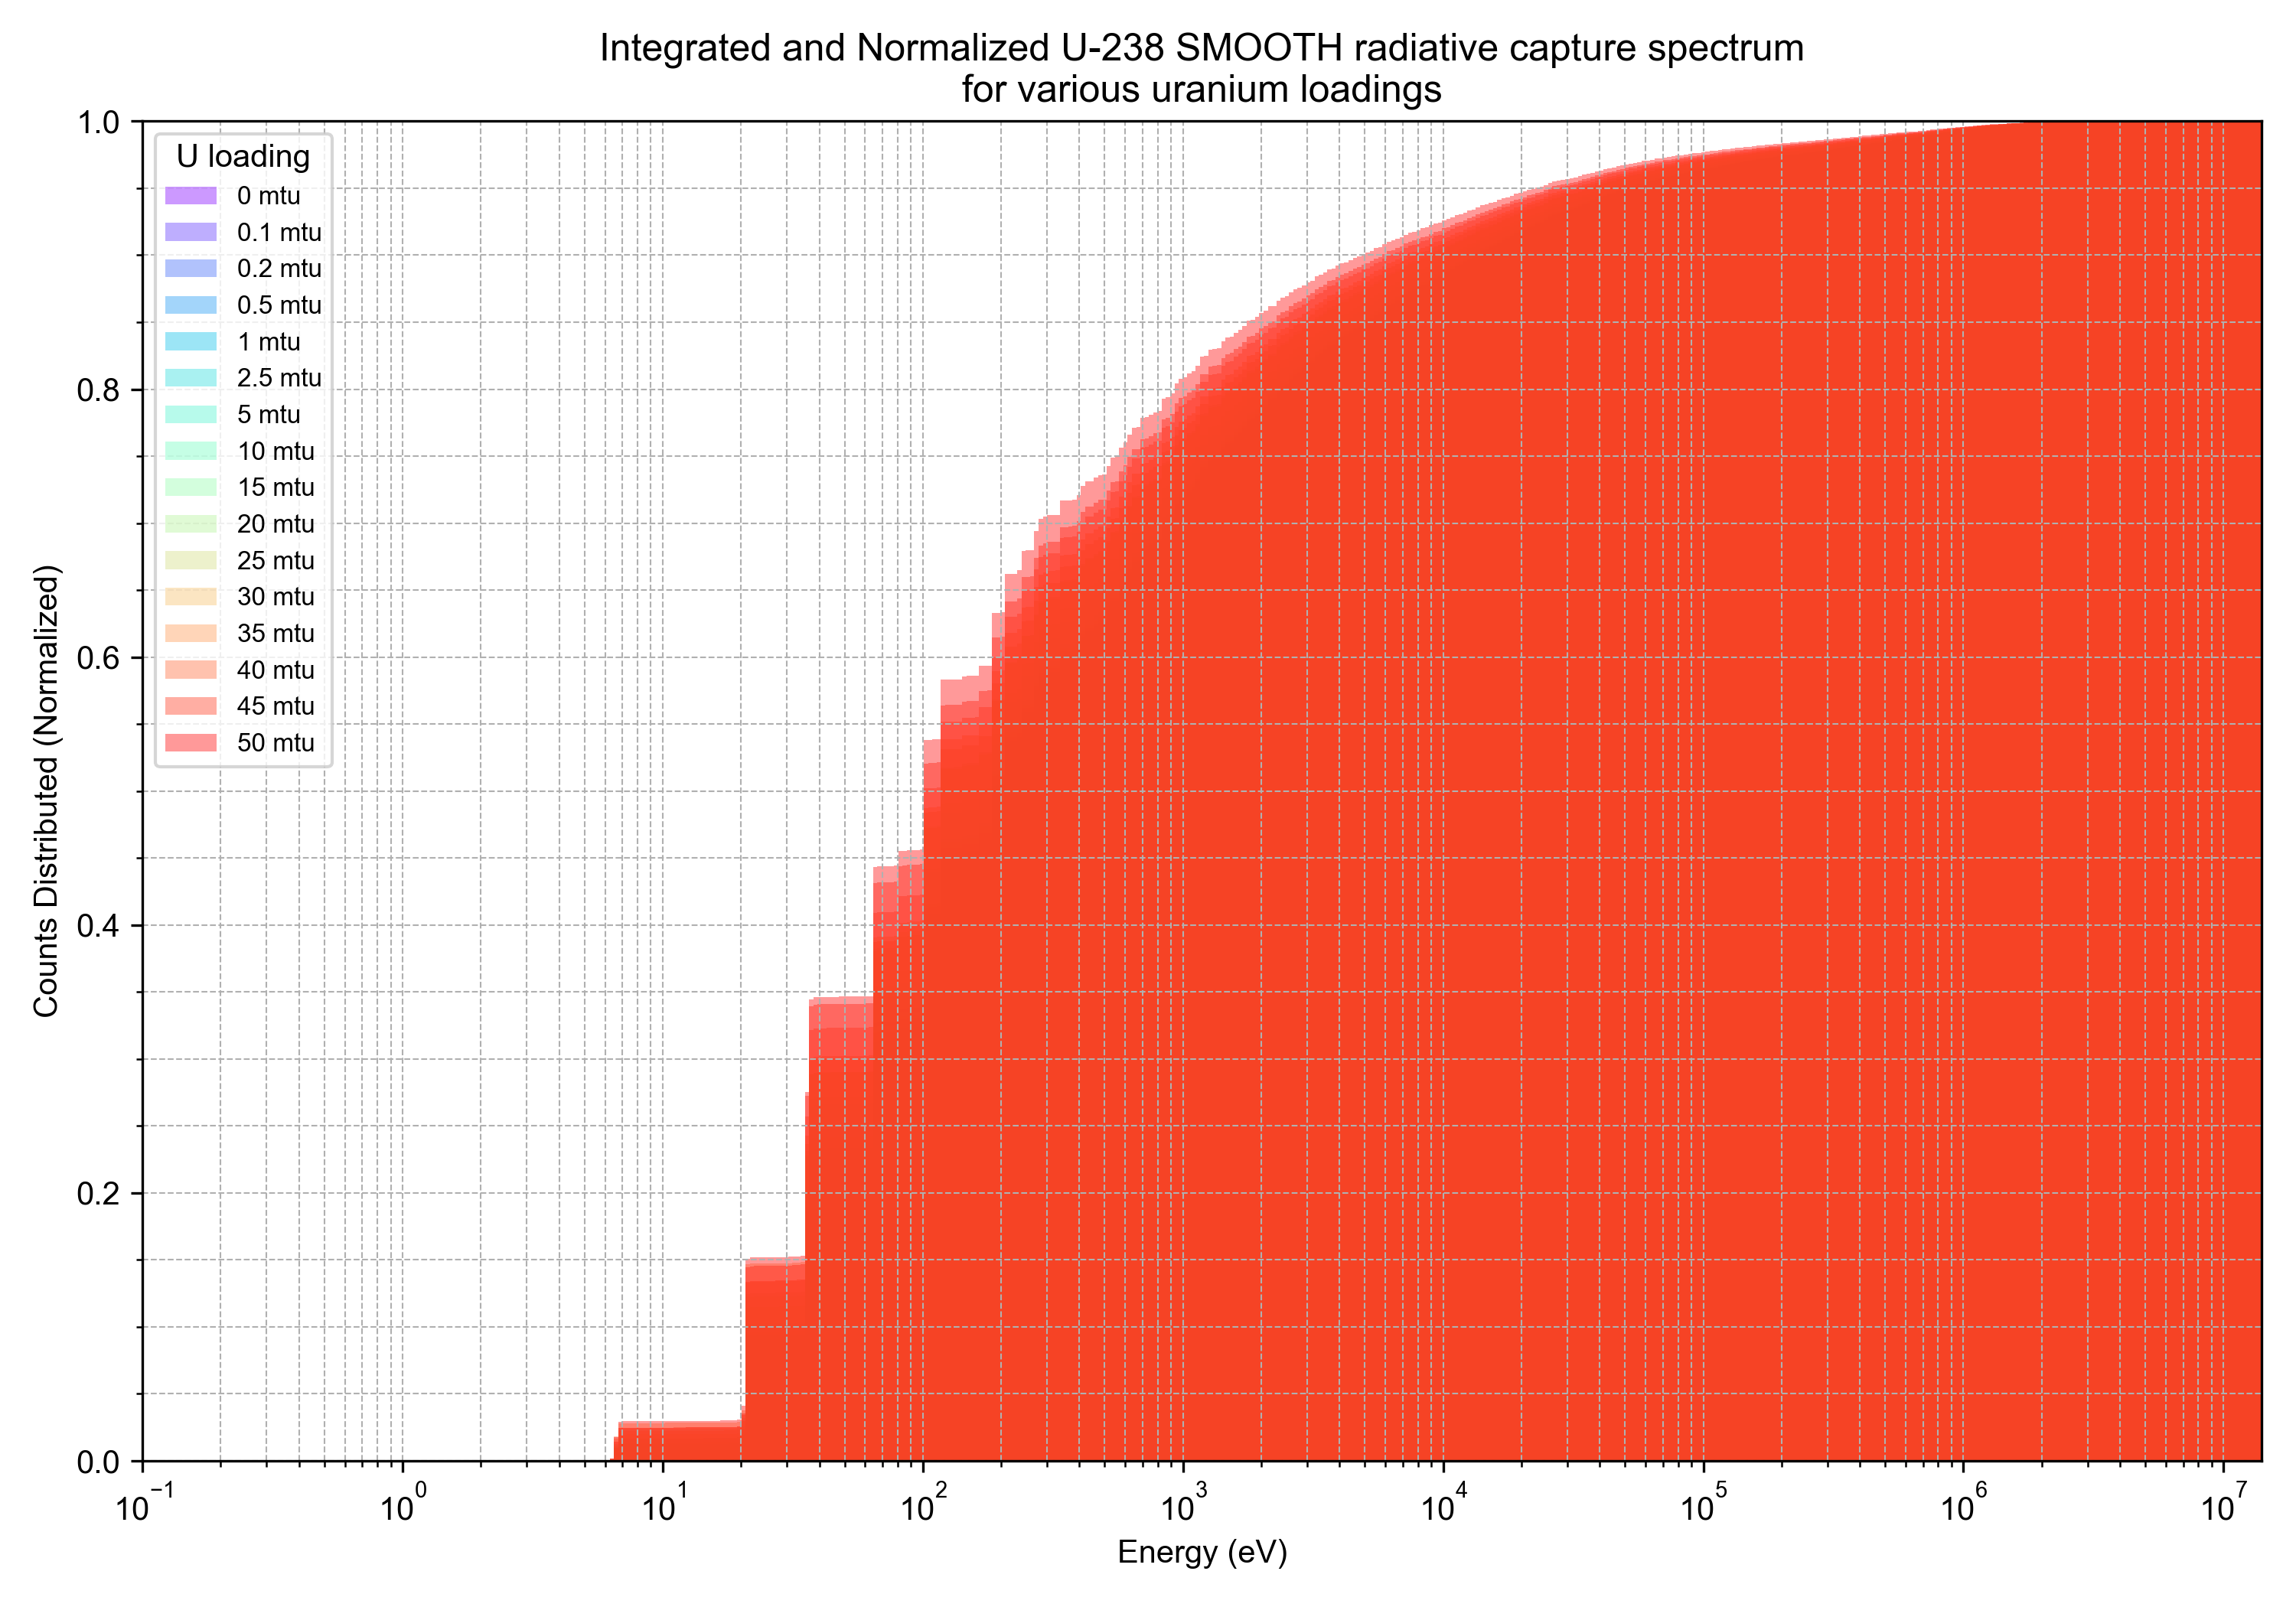 Integrated and Normalized U-238 SMOOTH radiative capture spectrum
for various uranium loadings
Counts Distributed (Normalized)
1.0
0.8
0.6
0.4
0.2
0.0
U loading
0 mtu
0.1 mtu
0.2 mtu
0.5 mtu
1 mtu
2.5 mtu
5 mtu
10 mtu
15 mtu
20 mtu
25 mtu
30 mtu
35 mtu
40 mtu
45 mtu
50 mtu
10⁻¹ 10⁰ 10¹ 10² 10³ 10⁴ 10⁵ 10⁶ 10⁷
Energy (eV)